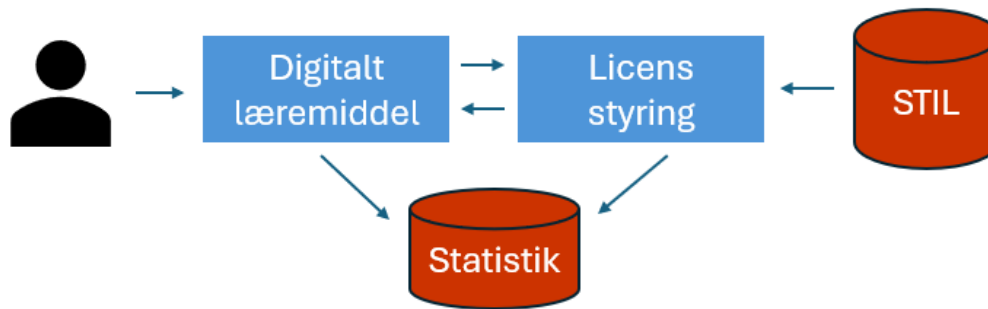 Digitalt
læremiddel
Licens
styring
STIL
Statistik